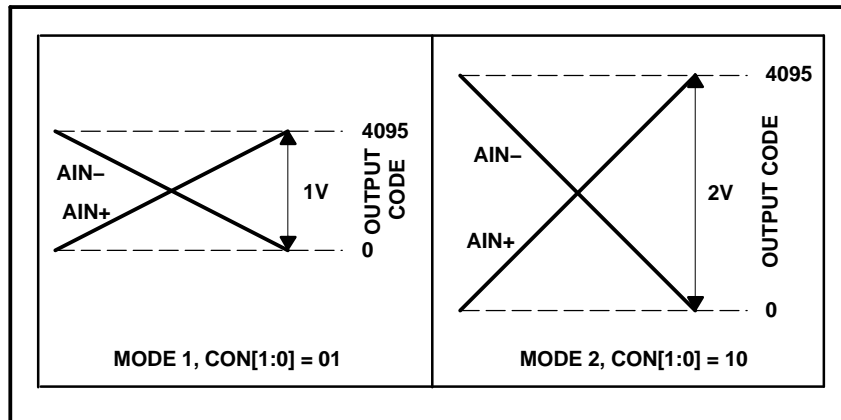 4095
AIN–
AIN+
1V
OUTPUT
CODE
0
MODE 1, CON[1:0] = 01
4095
AIN–
AIN+
2V
OUTPUT CODE
0
MODE 2, CON[1:0] = 10